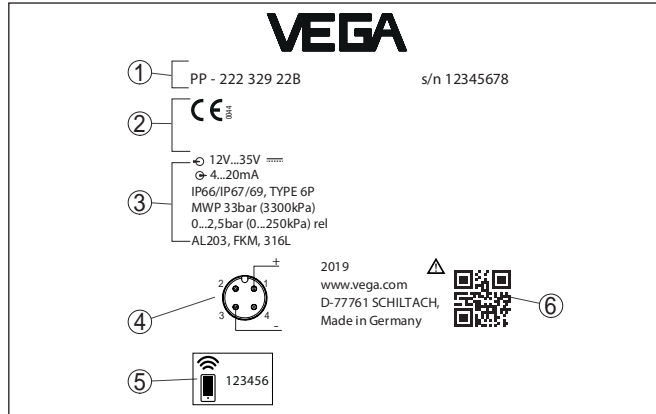 VEGA
1
PP - 222 329 22B
s/n 12345678
2
CE 0044
3
12V...35V
4...20mA
IP66/IP67/69, TYPE 6P
MWP 33bar (3300kPa)
0...2,5bar (0...250kPa) rel
AL203, FKM, 316L
4
2
1
3
4
+
-
2019
www.vega.com
D-77761 SCHILTACH,
Made in Germany
6
5
123456